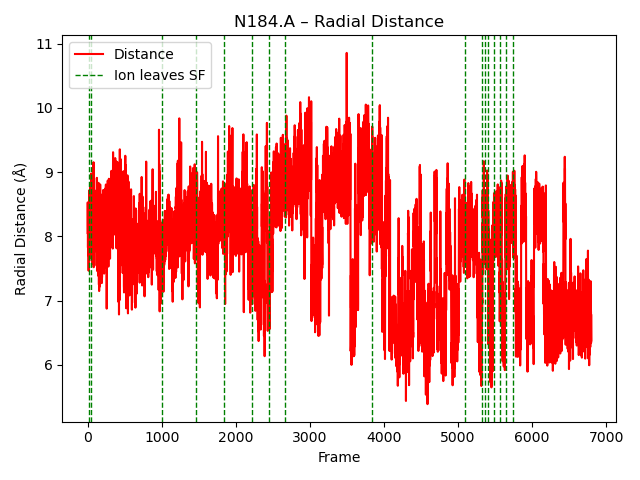 N184.A – Radial Distance
Distance
Ion leaves SF
Radial Distance (Å)
11
10
9
8
7
6
0 1000 2000 3000 4000 5000 6000 7000
Frame